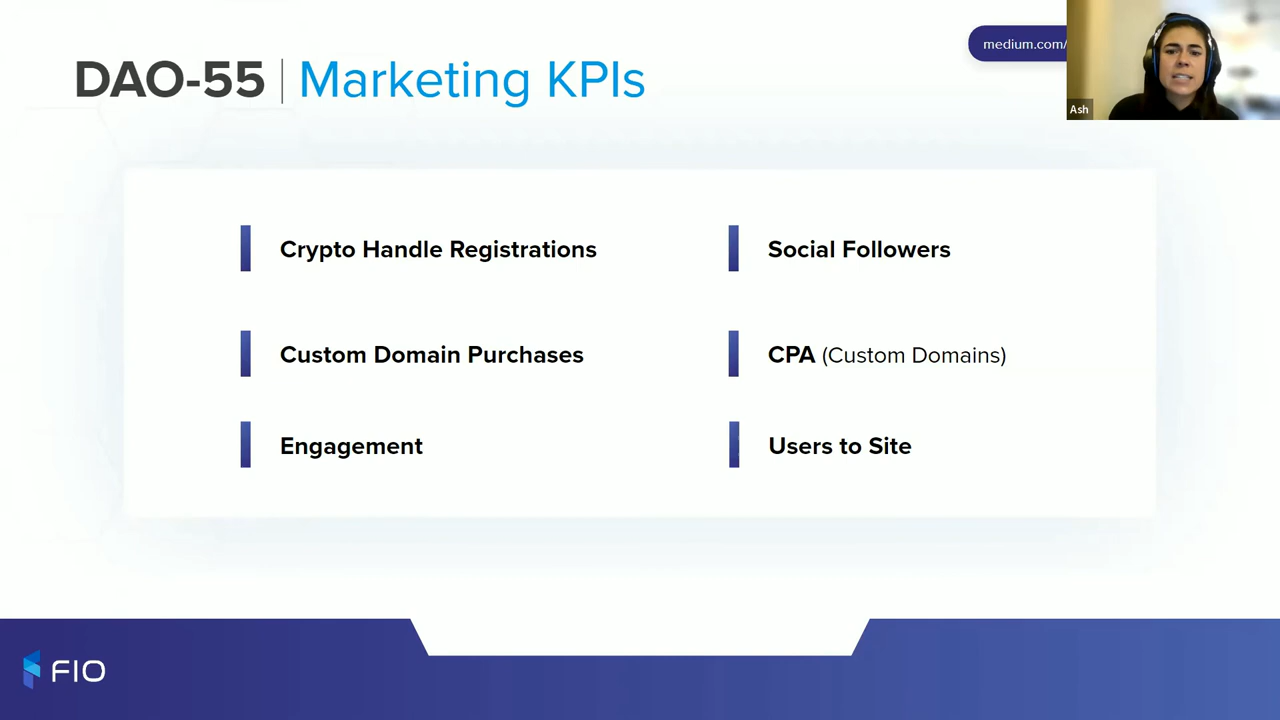 DAO-55 | Marketing KPIs
medium.com/
Ash
Crypto Handle Registrations
Social Followers
Custom Domain Purchases
CPA (Custom Domains)
Engagement
Users to Site
FIO